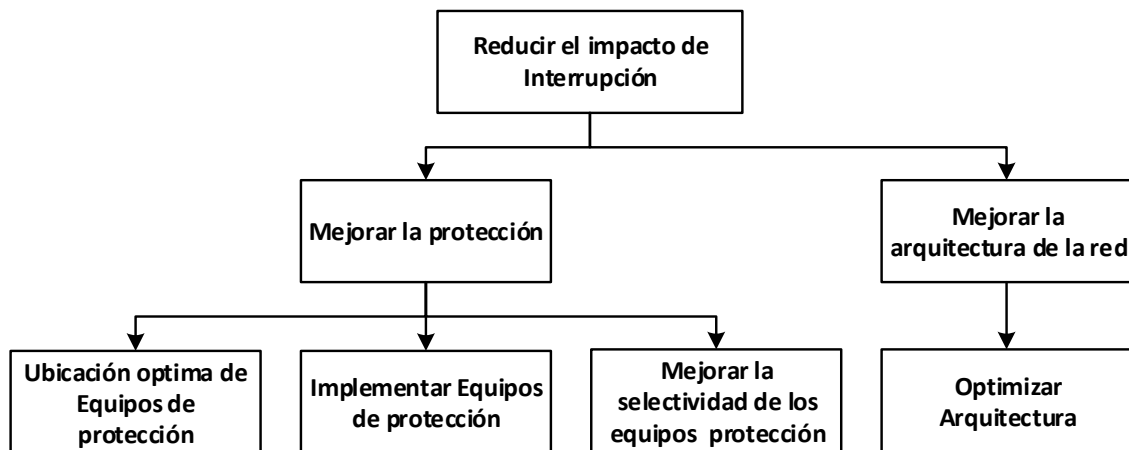 Reducir el impacto de
Interrupción
Mejorar la protección
Mejorar la
arquitectura de la red
Ubicación optima de
Equipos de
protección
Implementar Equipos
de protección
Mejorar la
selectividad de los
equipos protección
Optimizar
Arquitectura